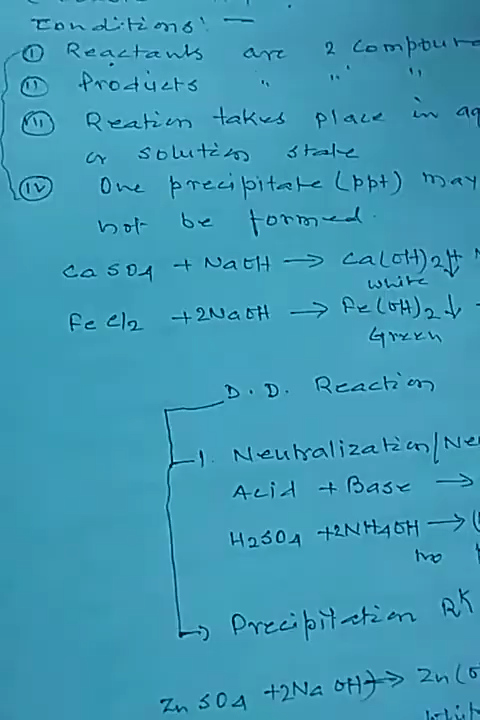 Conditions: —
(i) Reactants are 2 compound
(ii) Products " " "
(iii) Reation takes place in aq
or solution state
(iv) One precipitate (ppt) may
not be formed.
CaSO4 + NaOH → Ca(OH)2↓ +
White
FeCl2 + 2NaOH → Fe(OH)2↓ +
Green
D.D. Reaction
1. Neutralization/Ne
Acid + Base →
H2SO4 + 2NH4OH → (
no
→ Precipitation RK
ZnSO4 + 2NaOH → Zn(O
White